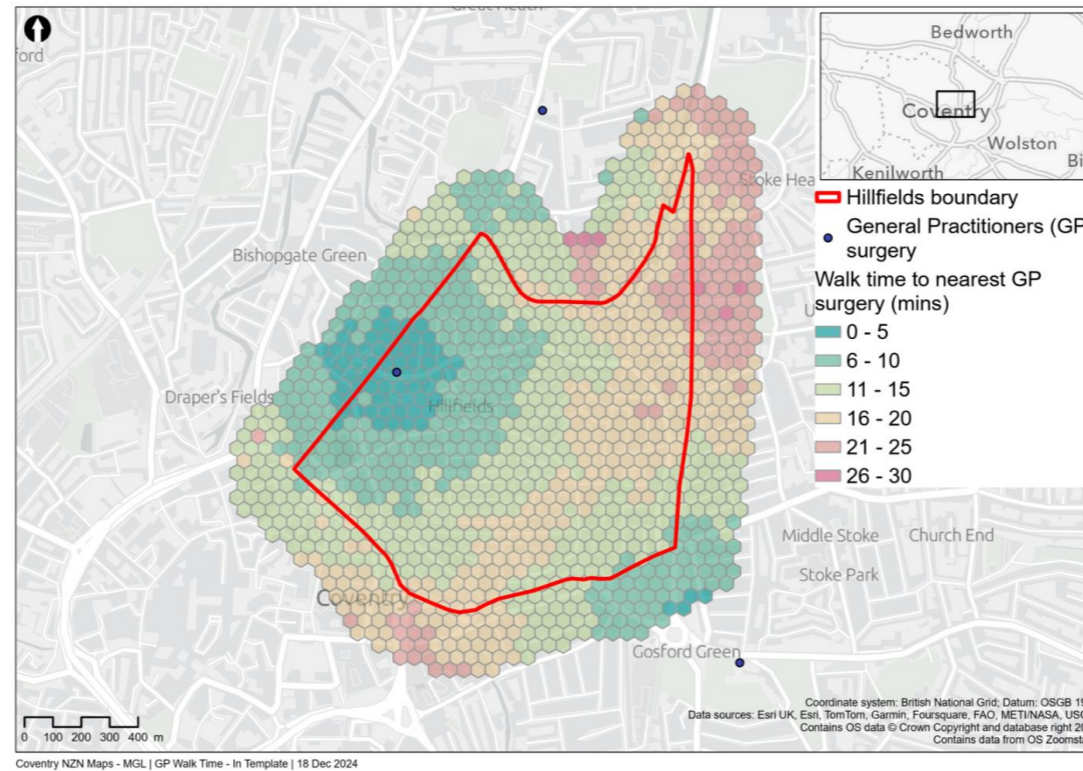 Great Heath
ford
Bedworth
Coventry
Wolston
Bi
Kenilworth
Stoke Hea
Bishopgate Green
U
Draper's Fields
Hillfields
Middle Stoke
Church End
Stoke Park
Coventry
Gosford Green
Hillfields boundary
General Practitioners (GP
surgery
Walk time to nearest GP
surgery (mins)
0 - 5
6 - 10
11 - 15
16 - 20
21 - 25
26 - 30
0 100 200 300 400 m
Coordinate system: British National Grid; Datum: OSGB 19
Data sources: Esri UK, Esri, TomTom, Garmin, Foursquare, FAO, METI/NASA, USG
Contains OS data © Crown Copyright and database right 20
Contains data from OS Zoomsta
Coventry NZN Maps - MGL | GP Walk Time - In Template | 18 Dec 2024